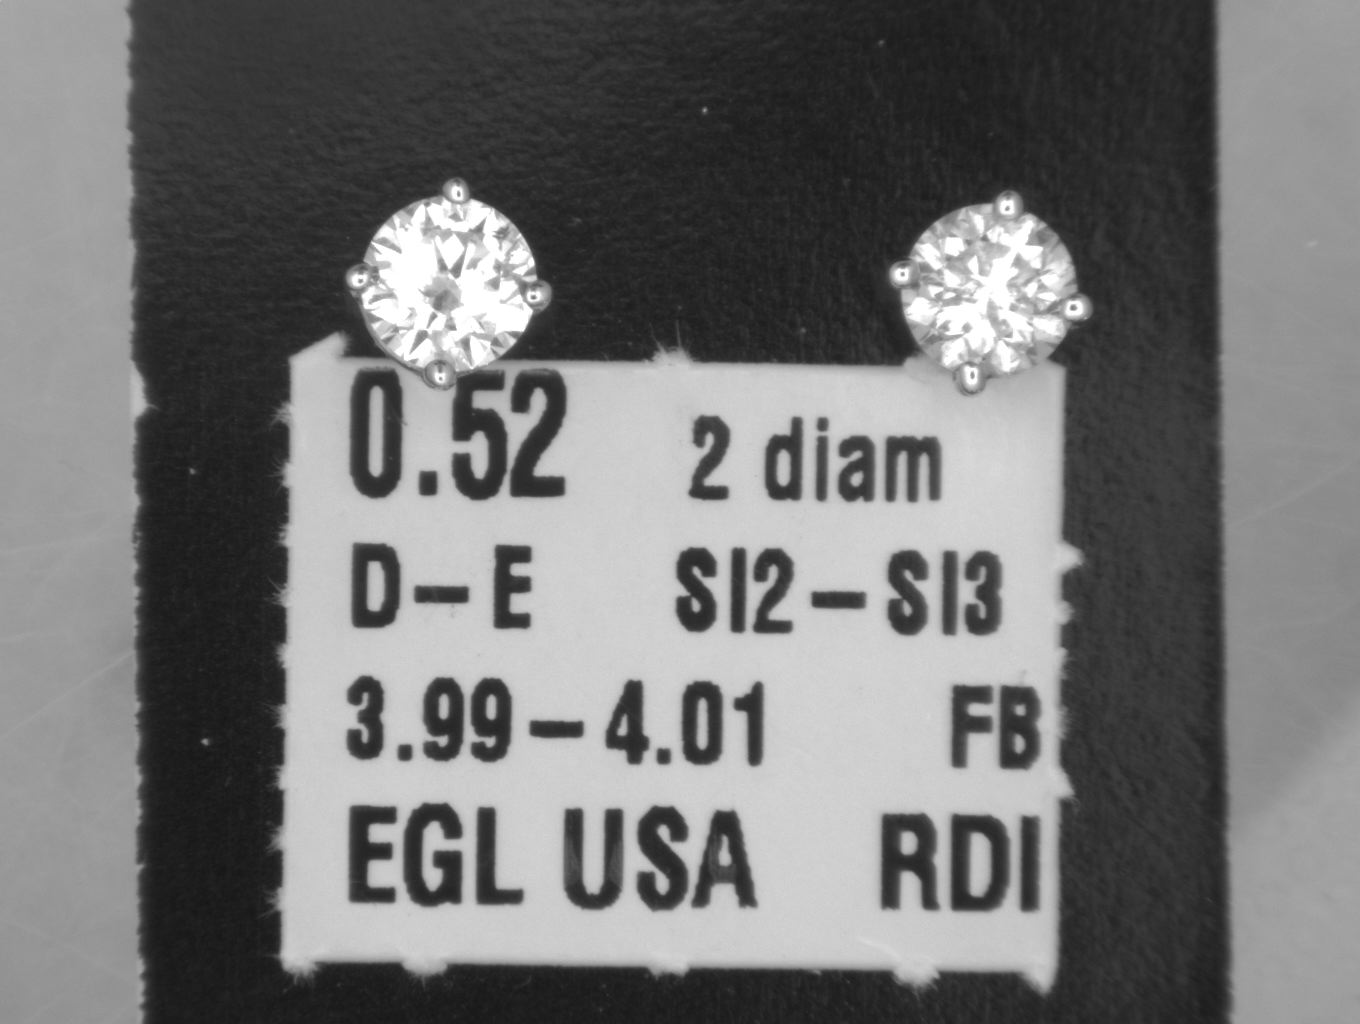 0.52 2 diam
D-E SI2-SI3
3.99-4.01 FB
EGL USA RDI